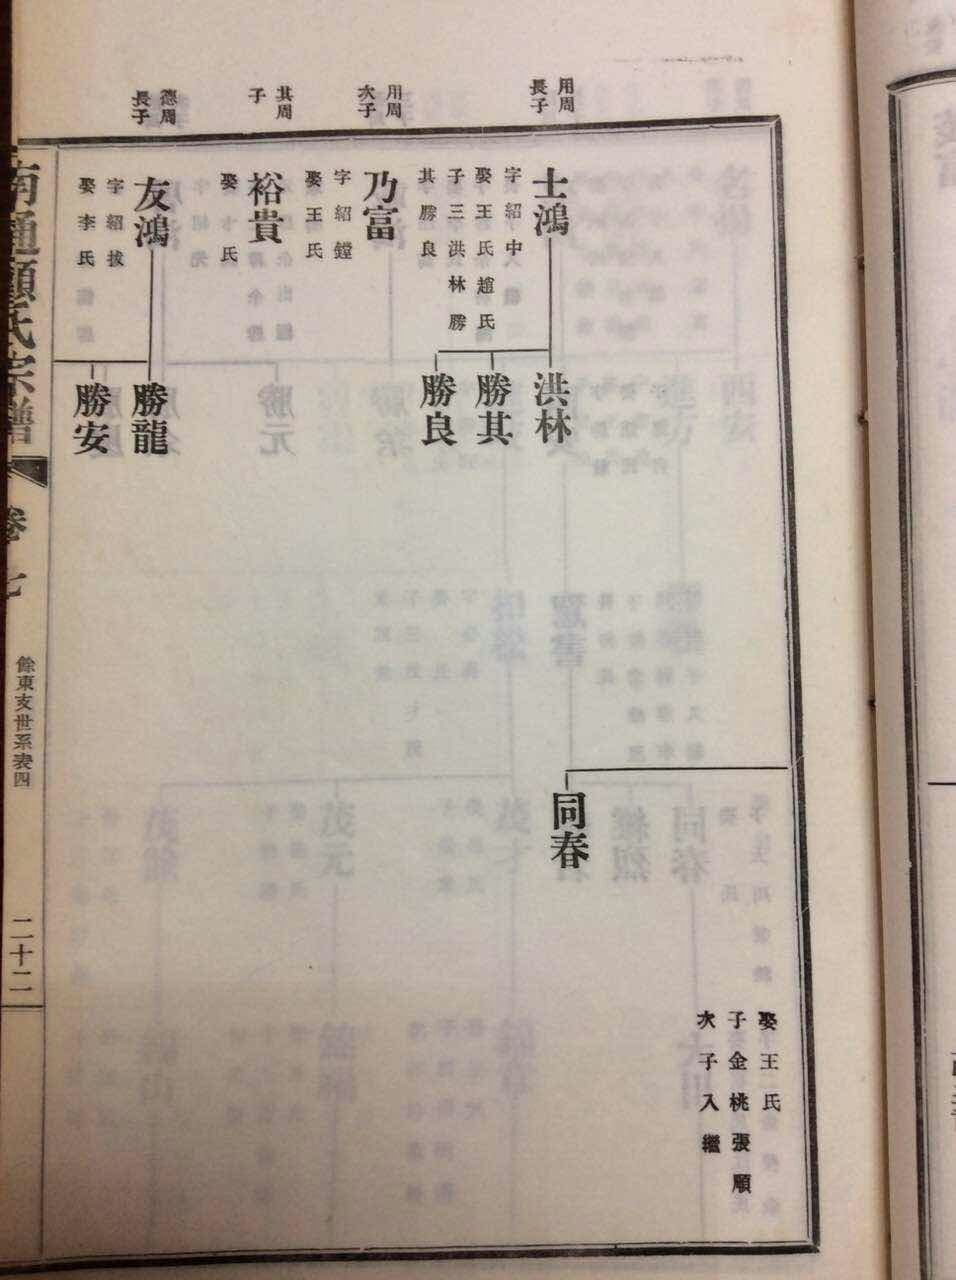 用周
長子
士鴻
字紹中
娶王氏趙氏
子三洪林勝
其勝良
洪林
勝其
勝良
用周
次子
乃富
字紹鏜
娶王氏
其周
子
裕貴
娶卞氏
德周
長子
友鴻
字紹拔
娶李氏
勝龍
勝安
同春
娶王氏
子金桃張順
次子入繼
南通顧氏宗譜
卷七
餘東支世系表四
二十二